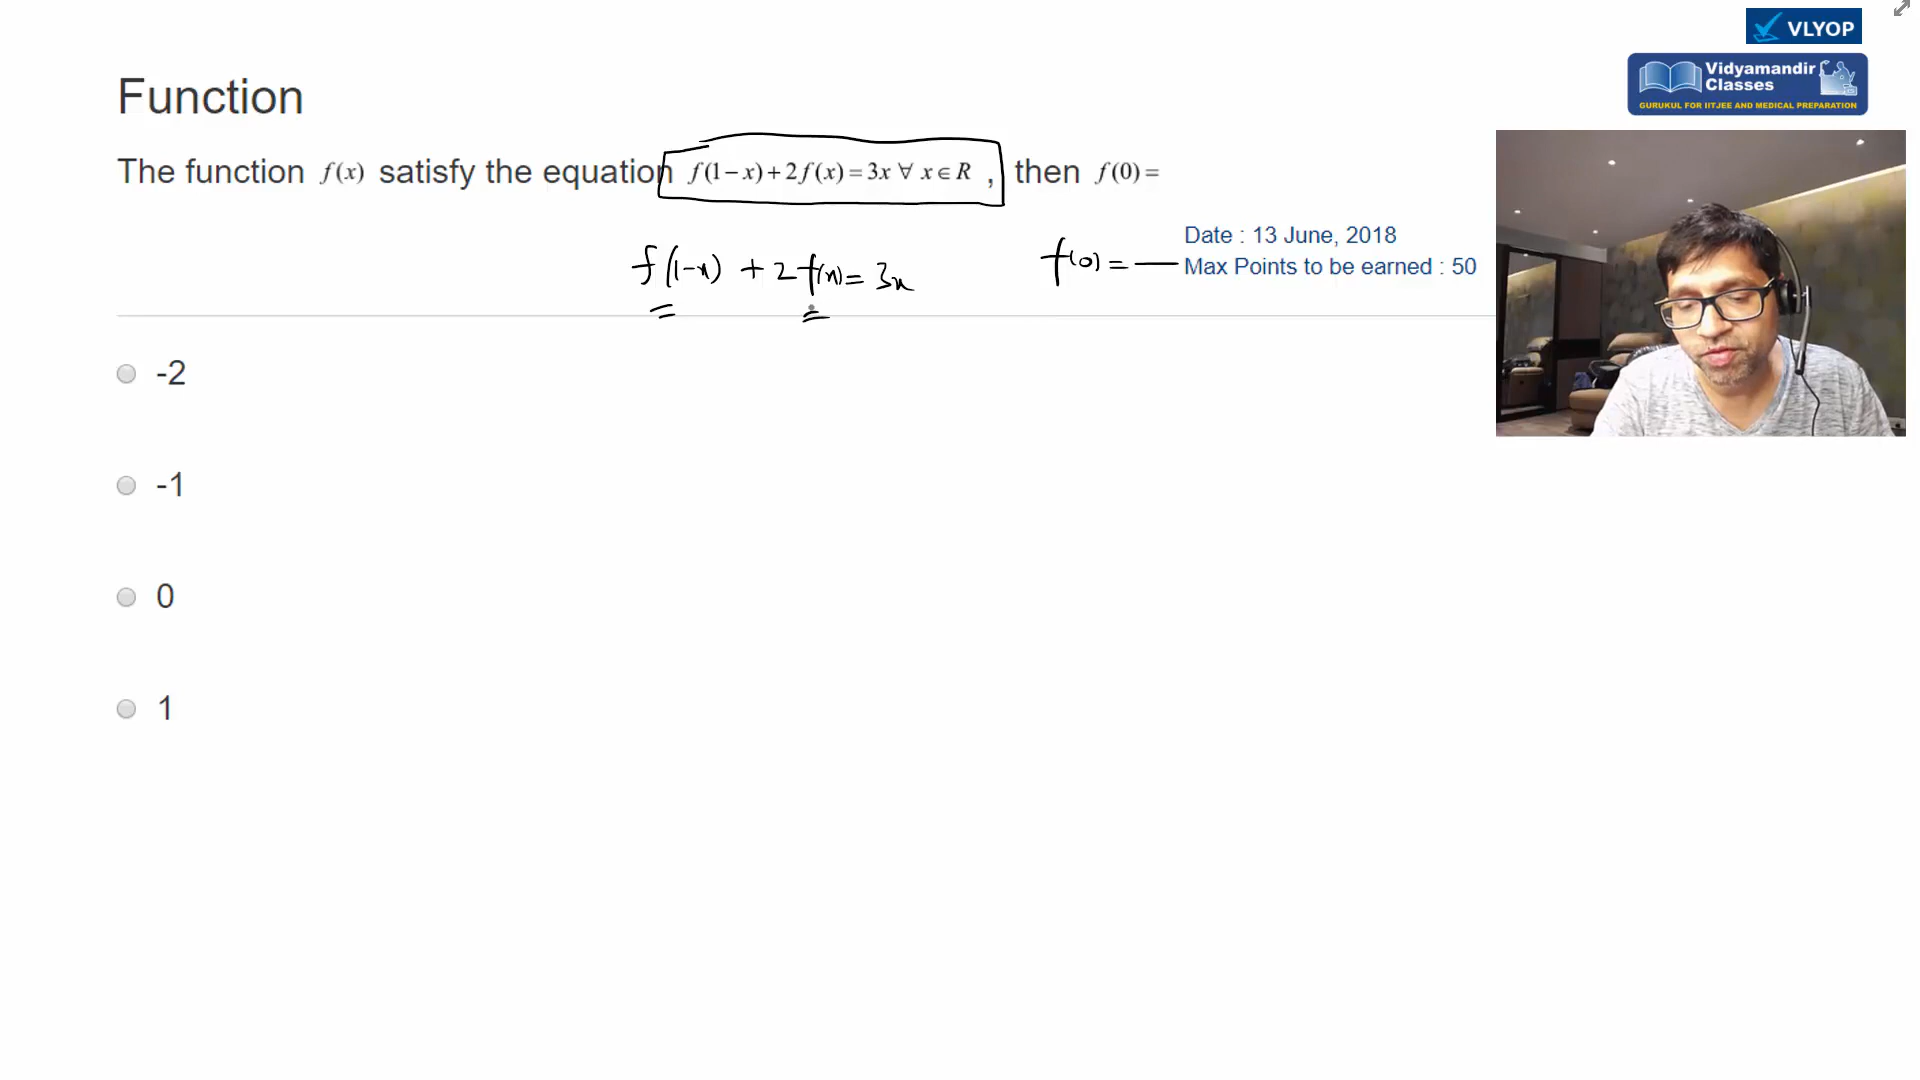 VLYOP
Vidyamandir
Classes
GURUKUL FOR IITJEE AND MEDICAL PREPARATION
Function
The function f(x) satisfy the equation f(1−x)+2f(x)=3x ∀ x∈R , then f(0)=
f(1-x) + 2f(x) = 3x
f(0) = —
Date : 13 June, 2018
Max Points to be earned : 50
-2
-1
0
1